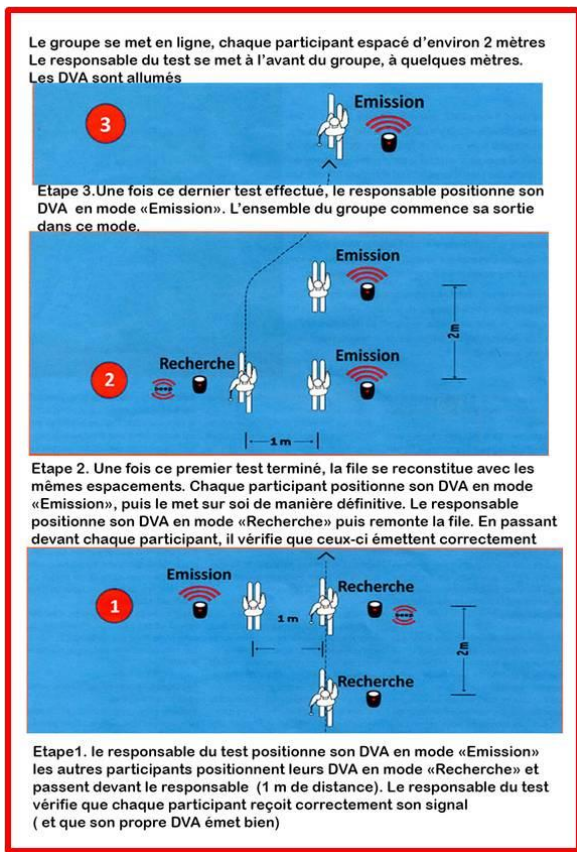 Le groupe se met en ligne, chaque participant espacé d'environ 2 mètres
Le responsable du test se met à l'avant du groupe, à quelques mètres.
Les DVA sont allumés
Emission
3
Etape 3.Une fois ce dernier test effectué, le responsable positionne son
DVA en mode «Emission». L'ensemble du groupe commence sa sortie
dans ce mode.
Emission
2m
Recherche
Emission
2
1 m
Etape 2. Une fois ce premier test terminé, la file se reconstitue avec les
mêmes espacements. Chaque participant positionne son DVA en mode
«Emission», puis le met sur soi de manière définitive. Le responsable
positionne son DVA en mode «Recherche» puis remonte la file. En passant
devant chaque participant, il vérifie que ceux-ci émettent correctement
Emission
Recherche
1
1 m
2m
Recherche
Etape1. le responsable du test positionne son DVA en mode «Emission»
les autres participants positionnent leurs DVA en mode «Recherche» et
passent devant le responsable (1 m de distance). Le responsable du test
vérifie que chaque participant reçoit correctement son signal
( et que son propre DVA émet bien)